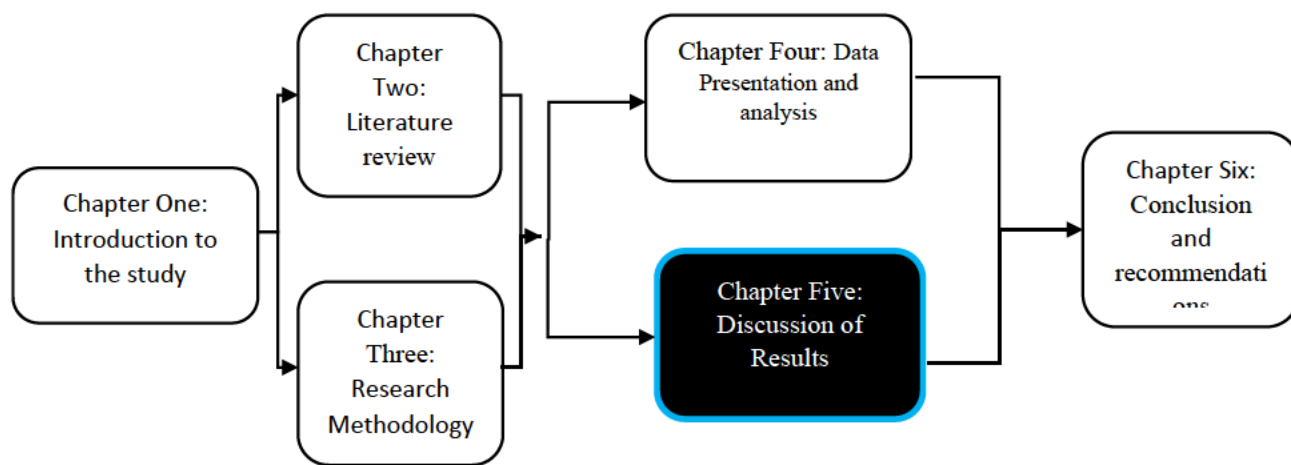 Chapter One:
Introduction to
the study
Chapter
Two:
Literature
review
Chapter
Three:
Research
Methodology
Chapter Four: Data
Presentation and
analysis
Chapter Five:
Discussion of
Results
Chapter Six:
Conclusion
and
recommendati
ons